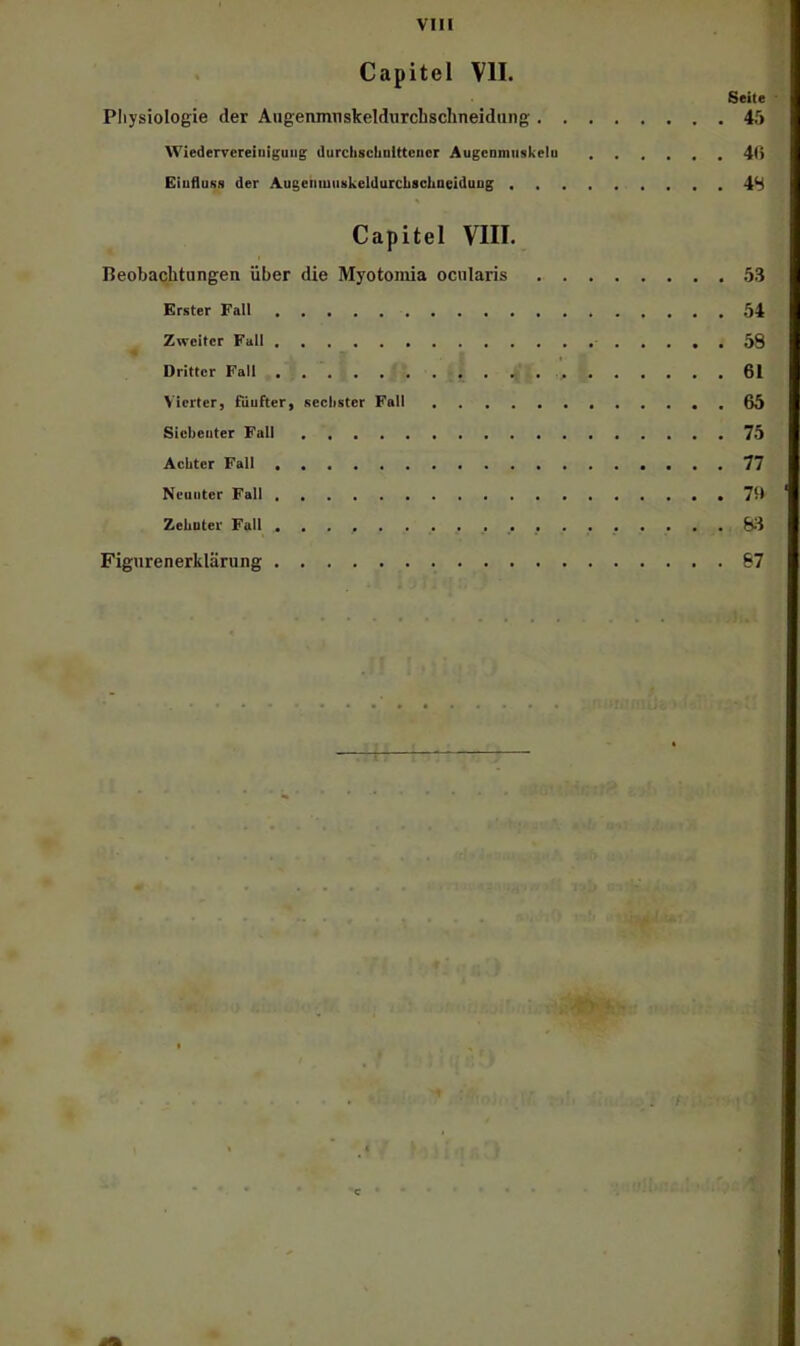 VIII
Capitel VII.
Seite
Physiologie der Augenmuskeldurchschneidung . . . . . . . . 45
Wiedervereinigung durchschnittener Augenmuskeln . . . . . . 46
Einfluss der Augenmuskeldurchschneidung . . . . . . . . . 48
Capitel VIII.
Beobachtungen über die Myotomia ocularis . . . . . . . . 53
Erster Fall . . . . . . . . . . . . . . . . . . 54
Zweiter Fall . . . . . . . . . . . . . . . . . . 58
Dritter Fall . . . . . . . . . . . . . . . . . . 61
Vierter, fünfter, sechster Fall . . . . . . . . . . . . 65
Siebenter Fall . . . . . . . . . . . . . . . . . 75
Achter Fall . . . . . . . . . . . . . . . . . . 77
Neunter Fall . . . . . . . . . . . . . . . . . . 79
Zehnter Fall . . . . . . . . . . . . . . . . . . 83
Figurenerklärung . . . . . . . . . . . . . . . . . . 87